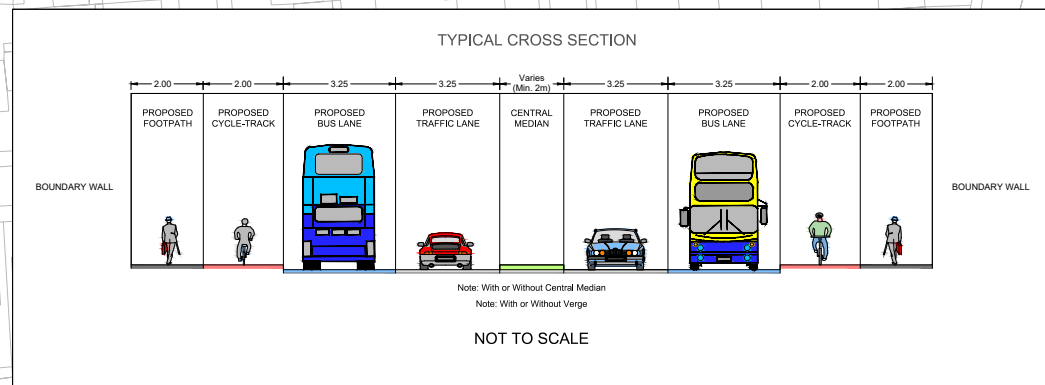 TYPICAL CROSS SECTION
2.00 2.00 3.25 3.25 Varies (Min. 2m) 3.25 3.25 2.00 2.00
PROPOSED FOOTPATH
PROPOSED CYCLE-TRACK
PROPOSED BUS LANE
PROPOSED TRAFFIC LANE
CENTRAL MEDIAN
PROPOSED TRAFFIC LANE
PROPOSED BUS LANE
PROPOSED CYCLE-TRACK
PROPOSED FOOTPATH
BOUNDARY WALL
BOUNDARY WALL
Note: With or Without Central Median
Note: With or Without Verge
NOT TO SCALE